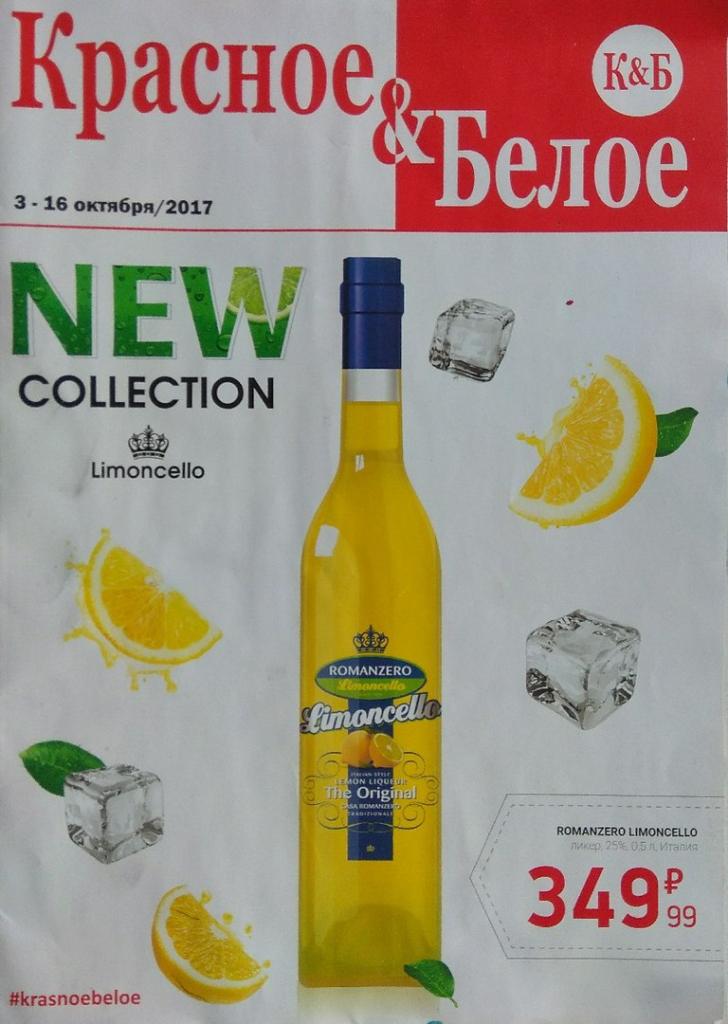 Красное
&Белое
К&Б
3 - 16 октября/2017
NEW
COLLECTION
Limoncello
ROMANZERO
Limoncello
Limoncello
ITALIAN STYLE
LEMON LIQUEUR
The Original
CASA ROMANZERO
TRADIZIONALE
ROMANZERO LIMONCELLO
ликер, 25%, 0,5 л, Италия
349 ₽ 99
#krasnoebeloe